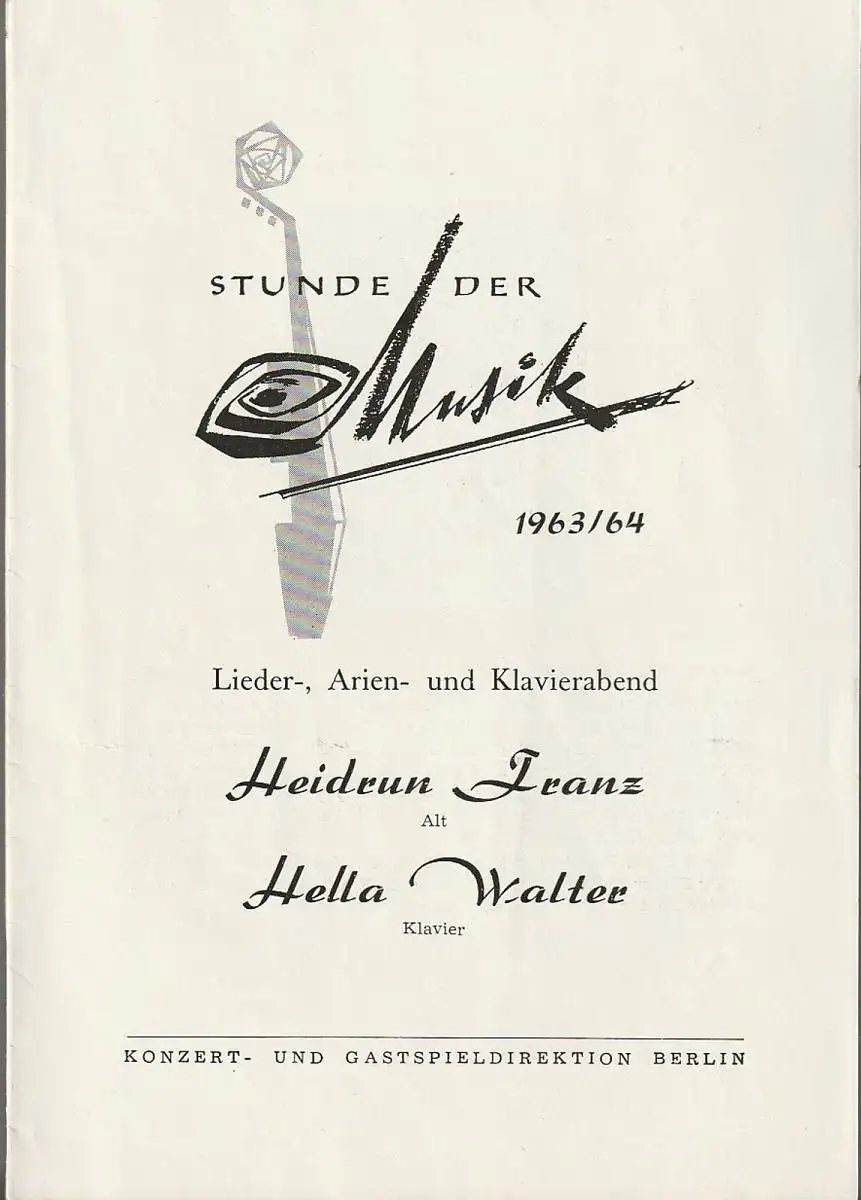 STUNDE DER
Musik
1963/64
Lieder-, Arien- und Klavierabend
Heidrun Franz
Alt
Hella Walter
Klavier
KONZERT- UND GASTSPIELDIREKTION BERLIN